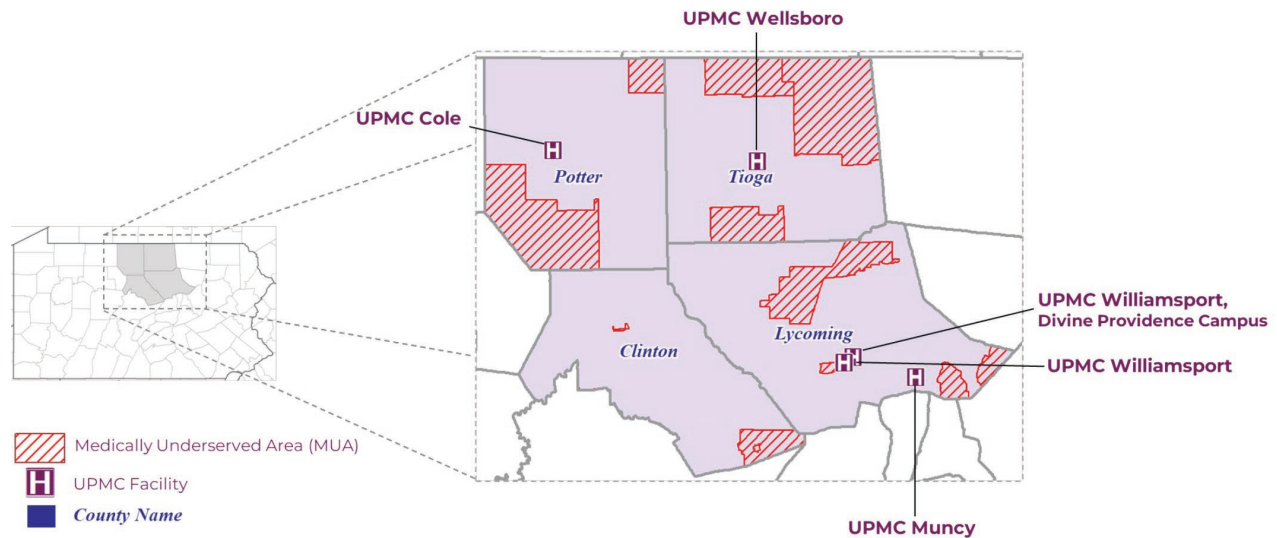 UPMC Wellsboro
UPMC Cole
Potter
Tioga
UPMC Williamsport,
Divine Providence Campus
Lycoming
Clinton
UPMC Williamsport
Medically Underserved Area (MUA)
H UPMC Facility
County Name
UPMC Muncy
H
H
H
H
H